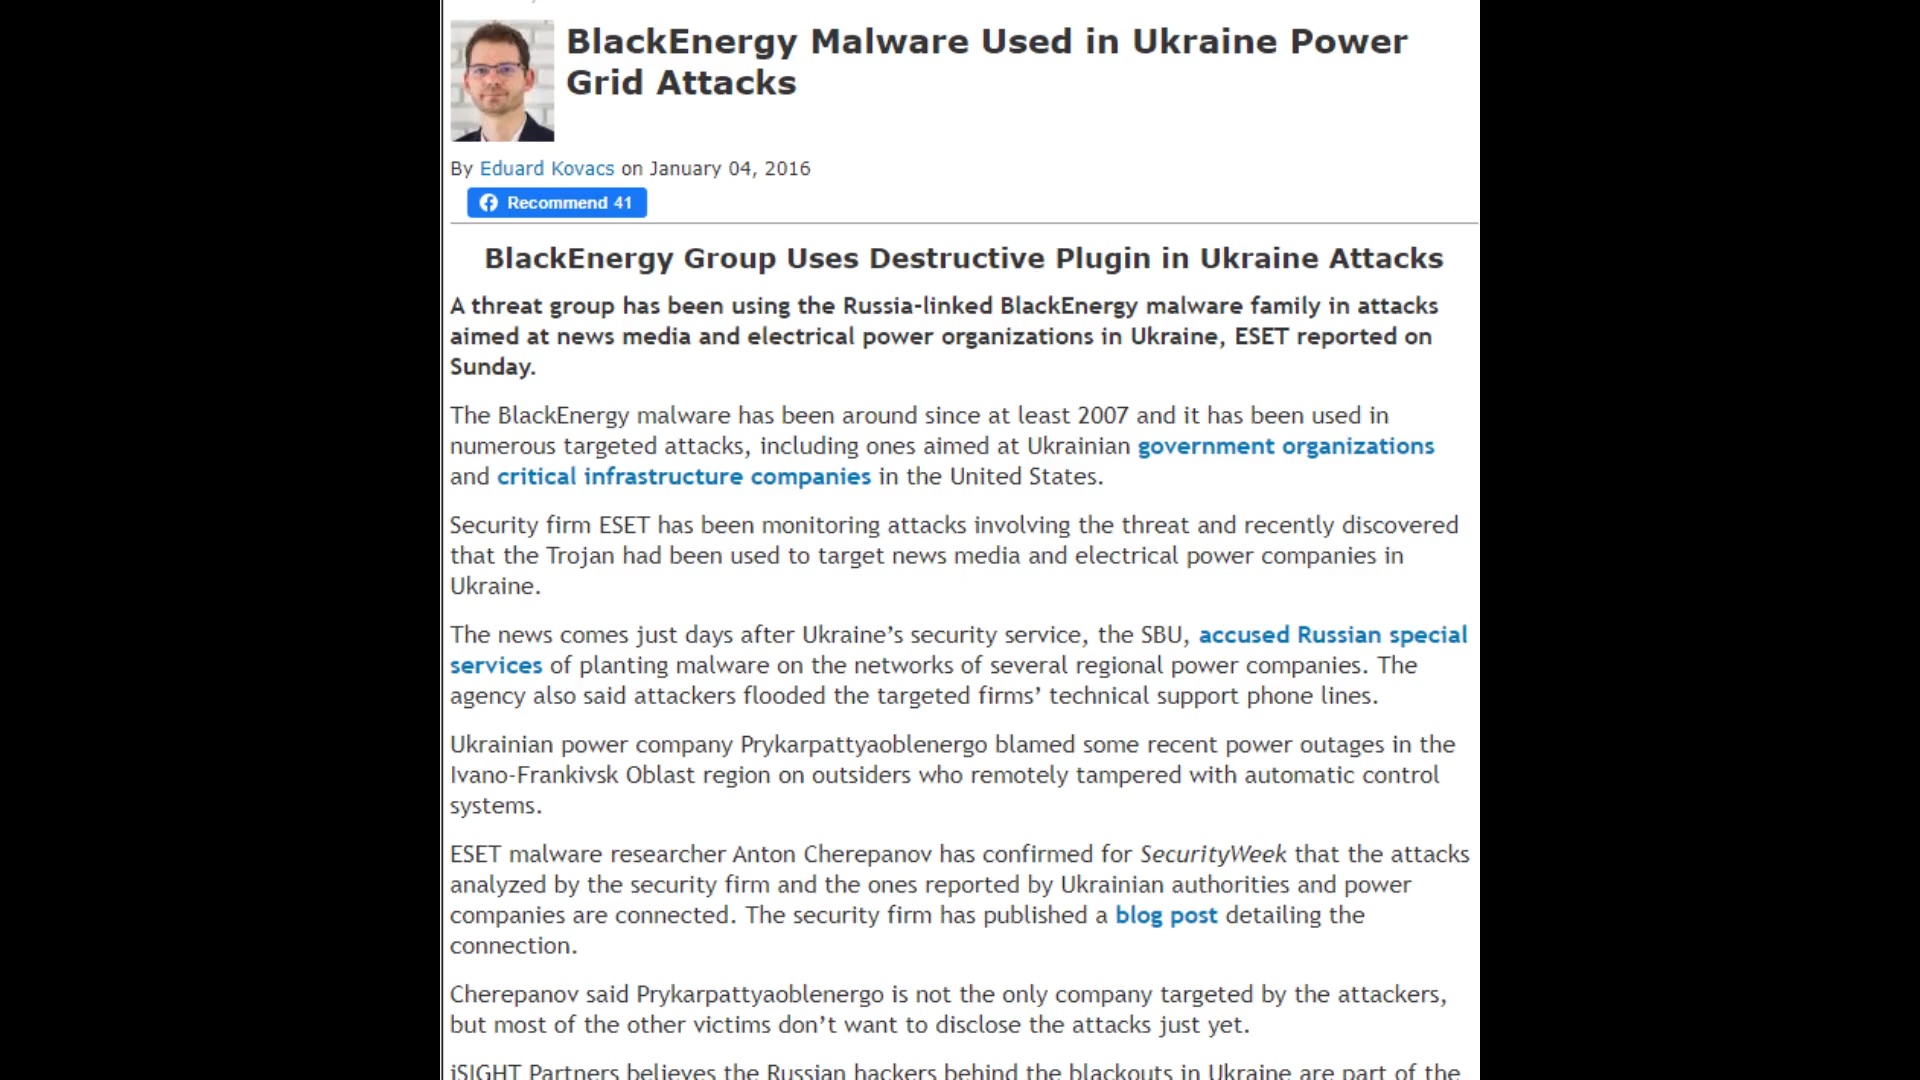 BlackEnergy Malware Used in Ukraine Power
Grid Attacks
By Eduard Kovacs on January 04, 2016
Recommend 41
BlackEnergy Group Uses Destructive Plugin in Ukraine Attacks
A threat group has been using the Russia-linked BlackEnergy malware family in attacks
aimed at news media and electrical power organizations in Ukraine, ESET reported on
Sunday.
The BlackEnergy malware has been around since at least 2007 and it has been used in
numerous targeted attacks, including ones aimed at Ukrainian government organizations
and critical infrastructure companies in the United States.
Security firm ESET has been monitoring attacks involving the threat and recently discovered
that the Trojan had been used to target news media and electrical power companies in
Ukraine.
The news comes just days after Ukraine’s security service, the SBU, accused Russian special
services of planting malware on the networks of several regional power companies. The
agency also said attackers flooded the targeted firms’ technical support phone lines.
Ukrainian power company Prykarpattyaoblenergo blamed some recent power outages in the
Ivano-Frankivsk Oblast region on outsiders who remotely tampered with automatic control
systems.
ESET malware researcher Anton Cherepanov has confirmed for SecurityWeek that the attacks
analyzed by the security firm and the ones reported by Ukrainian authorities and power
companies are connected. The security firm has published a blog post detailing the
connection.
Cherepanov said Prykarpattyaoblenergo is not the only company targeted by the attackers,
but most of the other victims don’t want to disclose the attacks just yet.
iSIGHT Partners believes the Russian hackers behind the blackouts in Ukraine are part of the